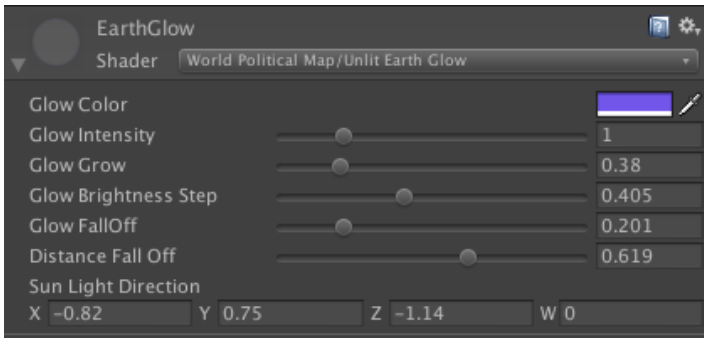 EarthGlow
Shader World Political Map/Unlit Earth Glow
Glow Color
Glow Intensity 1
Glow Grow 0.38
Glow Brightness Step 0.405
Glow FallOff 0.201
Distance Fall Off 0.619
Sun Light Direction
X -0.82 Y 0.75 Z -1.14 W 0